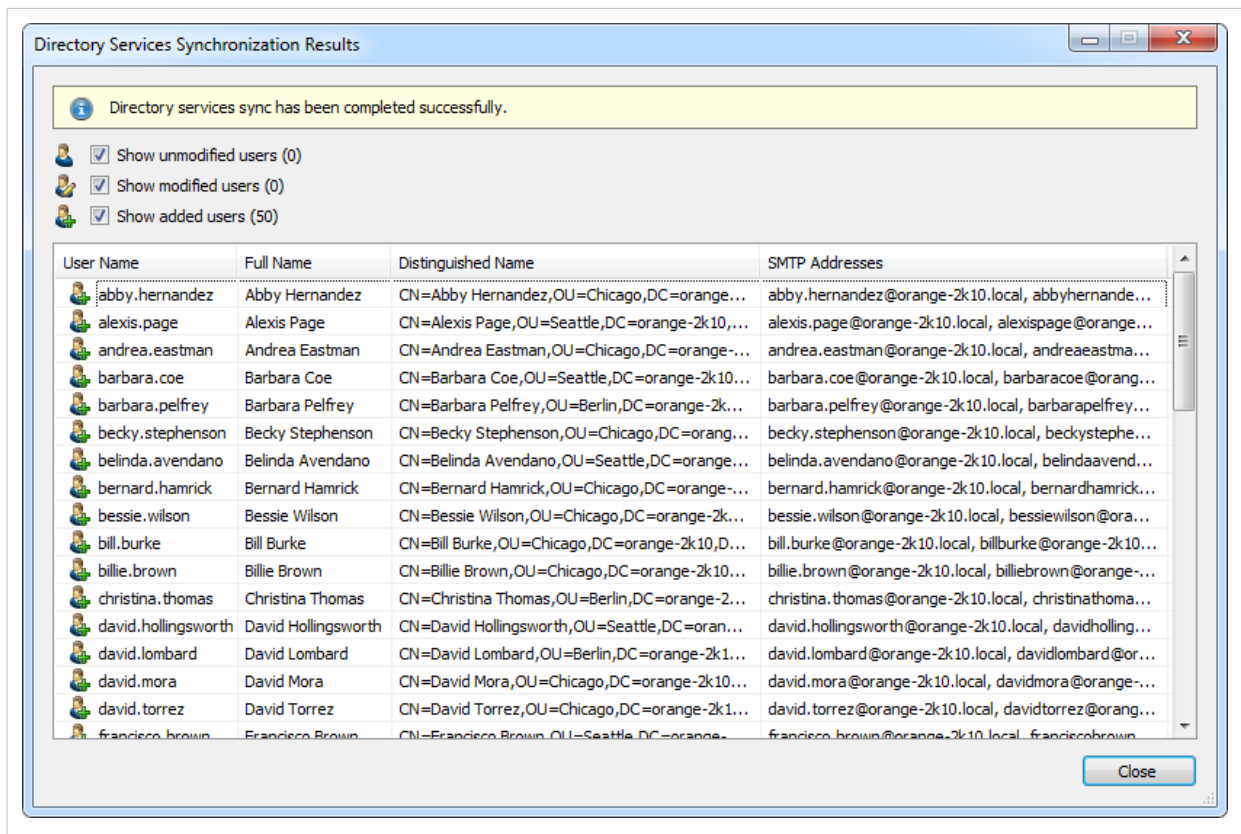 Directory Services Synchronization Results
Directory services sync has been completed successfully.
Show unmodified users (0)
Show modified users (0)
Show added users (50)
User Name Full Name Distinguished Name SMTP Addresses
abby.hernandez Abby Hernandez CN=Abby Hernandez,OU=Chicago,DC=orange... abby.hernandez@orange-2k10.local, abbyhernande...
alexis.page Alexis Page CN=Alexis Page,OU=Seattle,DC=orange-2k10,... alexis.page@orange-2k10.local, alexispage@orange...
andrea.eastman Andrea Eastman CN=Andrea Eastman,OU=Chicago,DC=orange-... andrea.eastman@orange-2k10.local, andreaeastma...
barbara.coe Barbara Coe CN=Barbara Coe,OU=Seattle,DC=orange-2k10... barbara.coe@orange-2k10.local, barbaracoe@orang...
barbara.pelfrey Barbara Pelfrey CN=Barbara Pelfrey,OU=Berlin,DC=orange-2k... barbara.pelfrey@orange-2k10.local, barbarapelfrey...
becky.stephenson Becky Stephenson CN=Becky Stephenson,OU=Chicago,DC=orang... becky.stephenson@orange-2k10.local, beckystephe...
belinda.avendano Belinda Avendano CN=Belinda Avendano,OU=Seattle,DC=orange... belinda.avendano@orange-2k10.local, belindaavend...
bernard.hamrick Bernard Hamrick CN=Bernard Hamrick,OU=Chicago,DC=orange-... bernard.hamrick@orange-2k10.local, bernardhamrick...
bessie.wilson Bessie Wilson CN=Bessie Wilson,OU=Chicago,DC=orange-2k... bessie.wilson@orange-2k10.local, bessiewilson@ora...
bill.burke Bill Burke CN=Bill Burke,OU=Chicago,DC=orange-2k10,D... bill.burke@orange-2k10.local, billburke@orange-2k10...
billie.brown Billie Brown CN=Billie Brown,OU=Chicago,DC=orange-2k10... billie.brown@orange-2k10.local, billiebrown@orange-...
christina.thomas Christina Thomas CN=Christina Thomas,OU=Berlin,DC=orange-2... christina.thomas@orange-2k10.local, christinathoma...
david.hollingsworth David Hollingsworth CN=David Hollingsworth,OU=Seattle,DC=oran... david.hollingsworth@orange-2k10.local, davidholling...
david.lombard David Lombard CN=David Lombard,OU=Berlin,DC=orange-2k1... david.lombard@orange-2k10.local, davidlombard@or...
david.mora David Mora CN=David Mora,OU=Chicago,DC=orange-2k10... david.mora@orange-2k10.local, davidmora@orange-...
david.torrez David Torrez CN=David Torrez,OU=Chicago,DC=orange-2k1... david.torrez@orange-2k10.local, davidtorrez@orang...
francisco.brown Francisco Brown CN=Francisco Brown,OU=Seattle,DC=orange- francisco.brown@orange-2k10.local, franciscobrown
Close